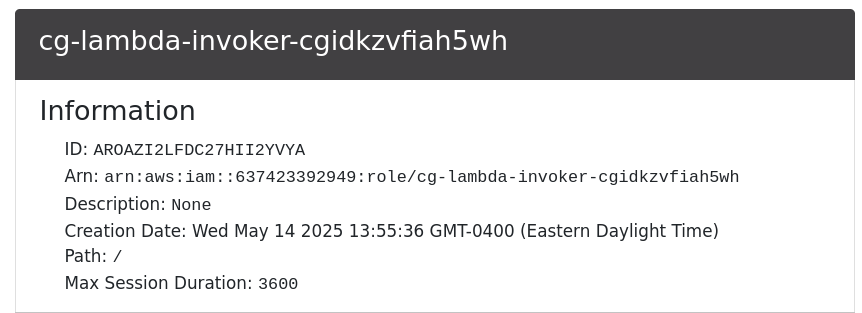 cg-lambda-invoker-cgidkzvfiah5wh
Information
ID: AROAZI2LFDC27HII2YVYA
Arn: arn:aws:iam::637423392949:role/cg-lambda-invoker-cgidkzvfiah5wh
Description: None
Creation Date: Wed May 14 2025 13:55:36 GMT-0400 (Eastern Daylight Time)
Path: /
Max Session Duration: 3600